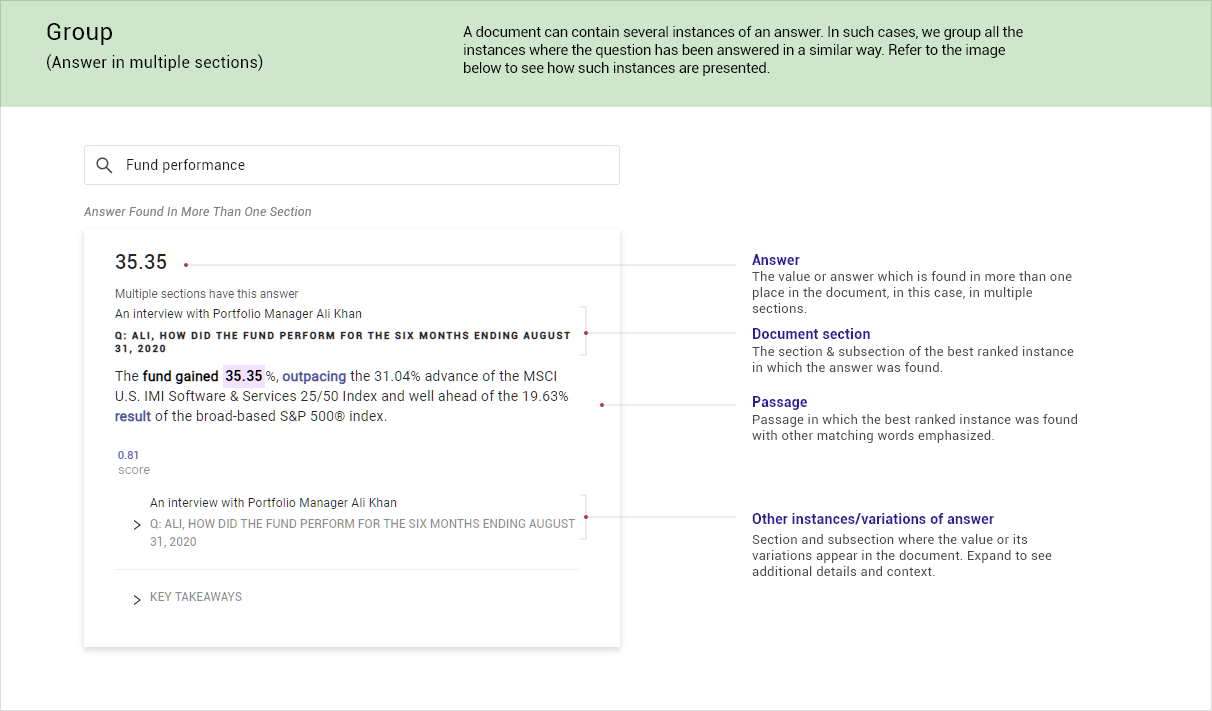 Group
(Answer in multiple sections)
A document can contain several instances of an answer. In such cases, we group all the
instances where the question has been answered in a similar way. Refer to the image
below to see how such instances are presented.
Fund performance
Answer Found In More Than One Section
35.35
Multiple sections have this answer
An interview with Portfolio Manager Ali Khan
Q: ALI, HOW DID THE FUND PERFORM FOR THE SIX MONTHS ENDING AUGUST
31, 2020
The fund gained 35.35 %, outpacing the 31.04% advance of the MSCI
U.S. IMI Software & Services 25/50 Index and well ahead of the 19.63%
result of the broad-based S&P 500® index.
0.81
score
An interview with Portfolio Manager Ali Khan
Q: ALI, HOW DID THE FUND PERFORM FOR THE SIX MONTHS ENDING AUGUST
31, 2020
KEY TAKEAWAYS
Answer
The value or answer which is found in more than one
place in the document, in this case, in multiple
sections.
Document section
The section & subsection of the best ranked instance
in which the answer was found.
Passage
Passage in which the best ranked instance was found
with other matching words emphasized.
Other instances/variations of answer
Section and subsection where the value or its
variations appear in the document. Expand to see
additional details and context.